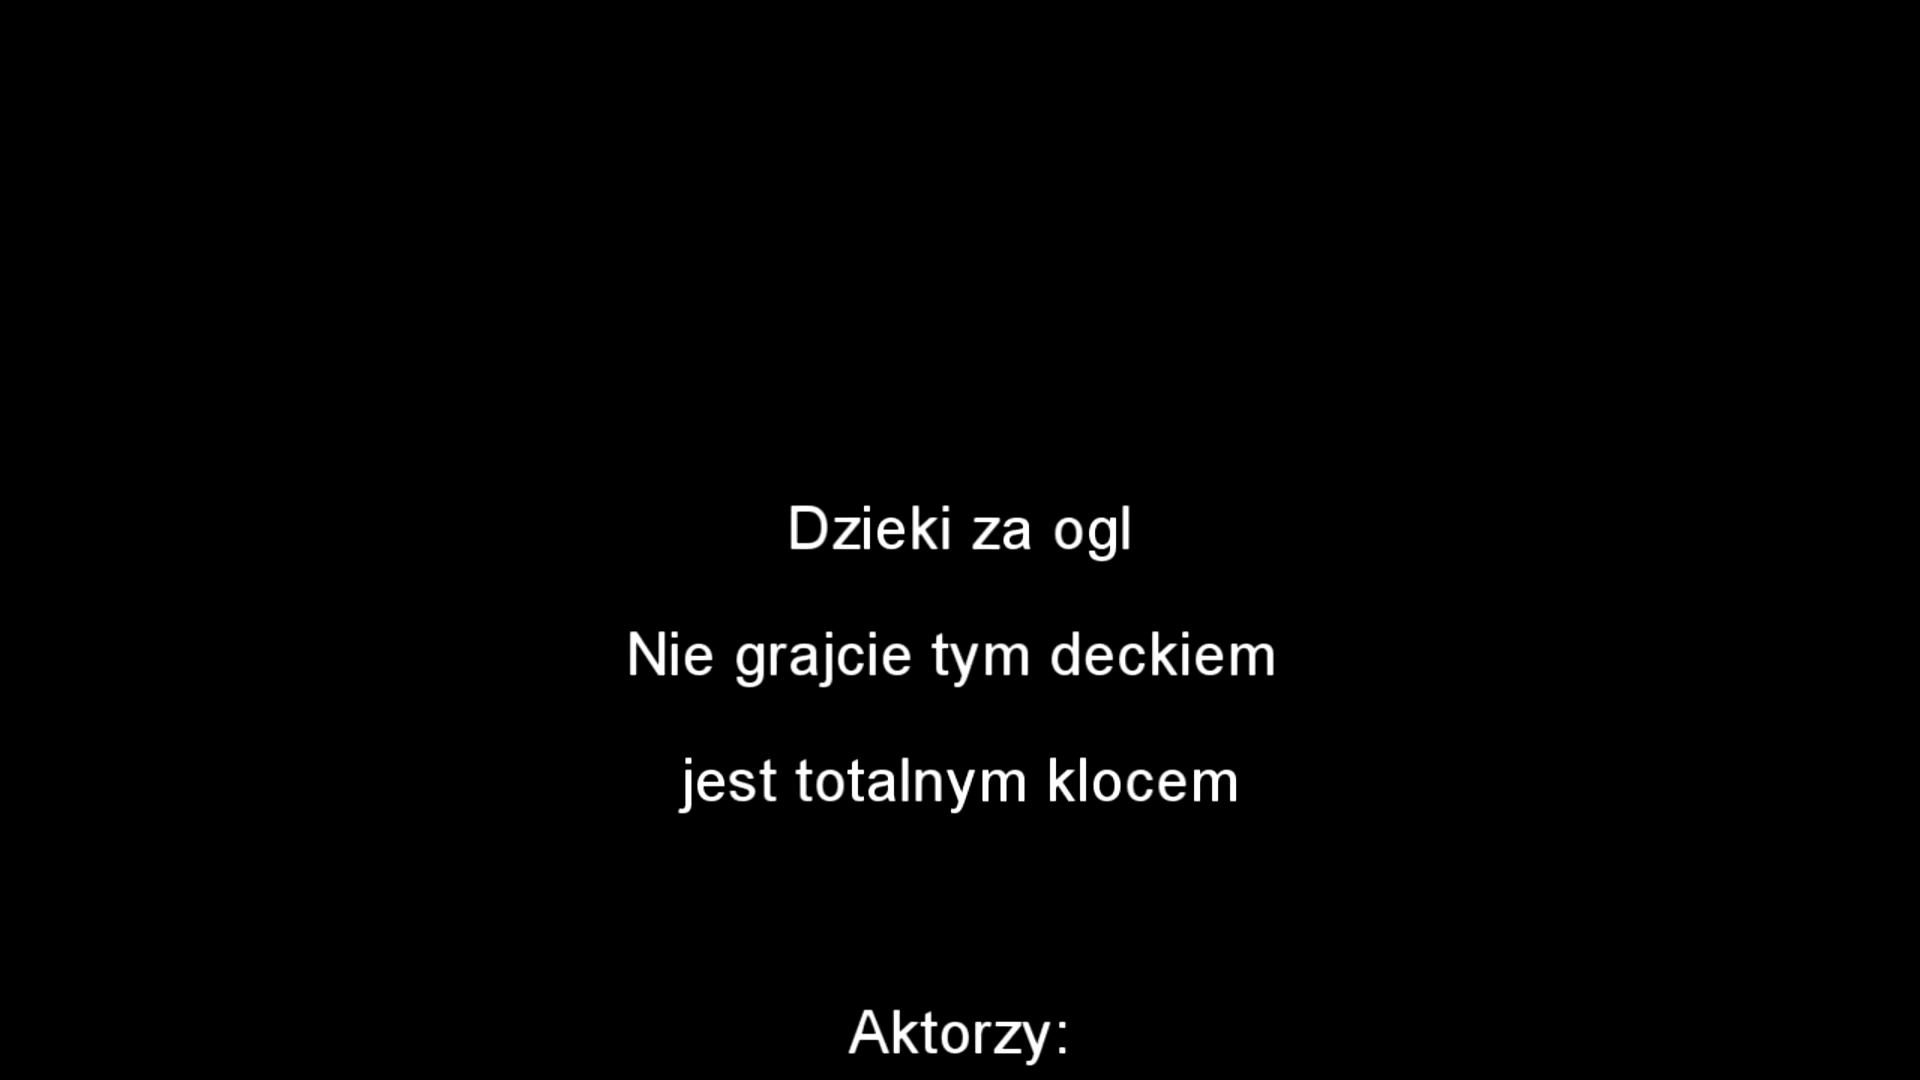 Dzieki za ogl
Nie grajcie tym deckiem
jest totalnym klocem
Aktorzy: